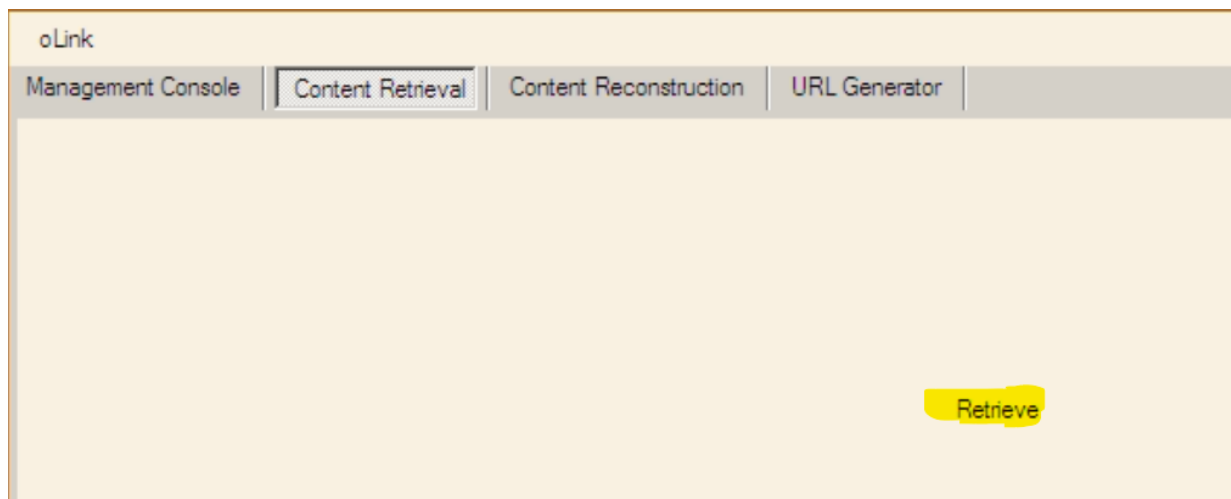 oLink
Management Console Content Retrieval Content Reconstruction URL Generator
Retrieve